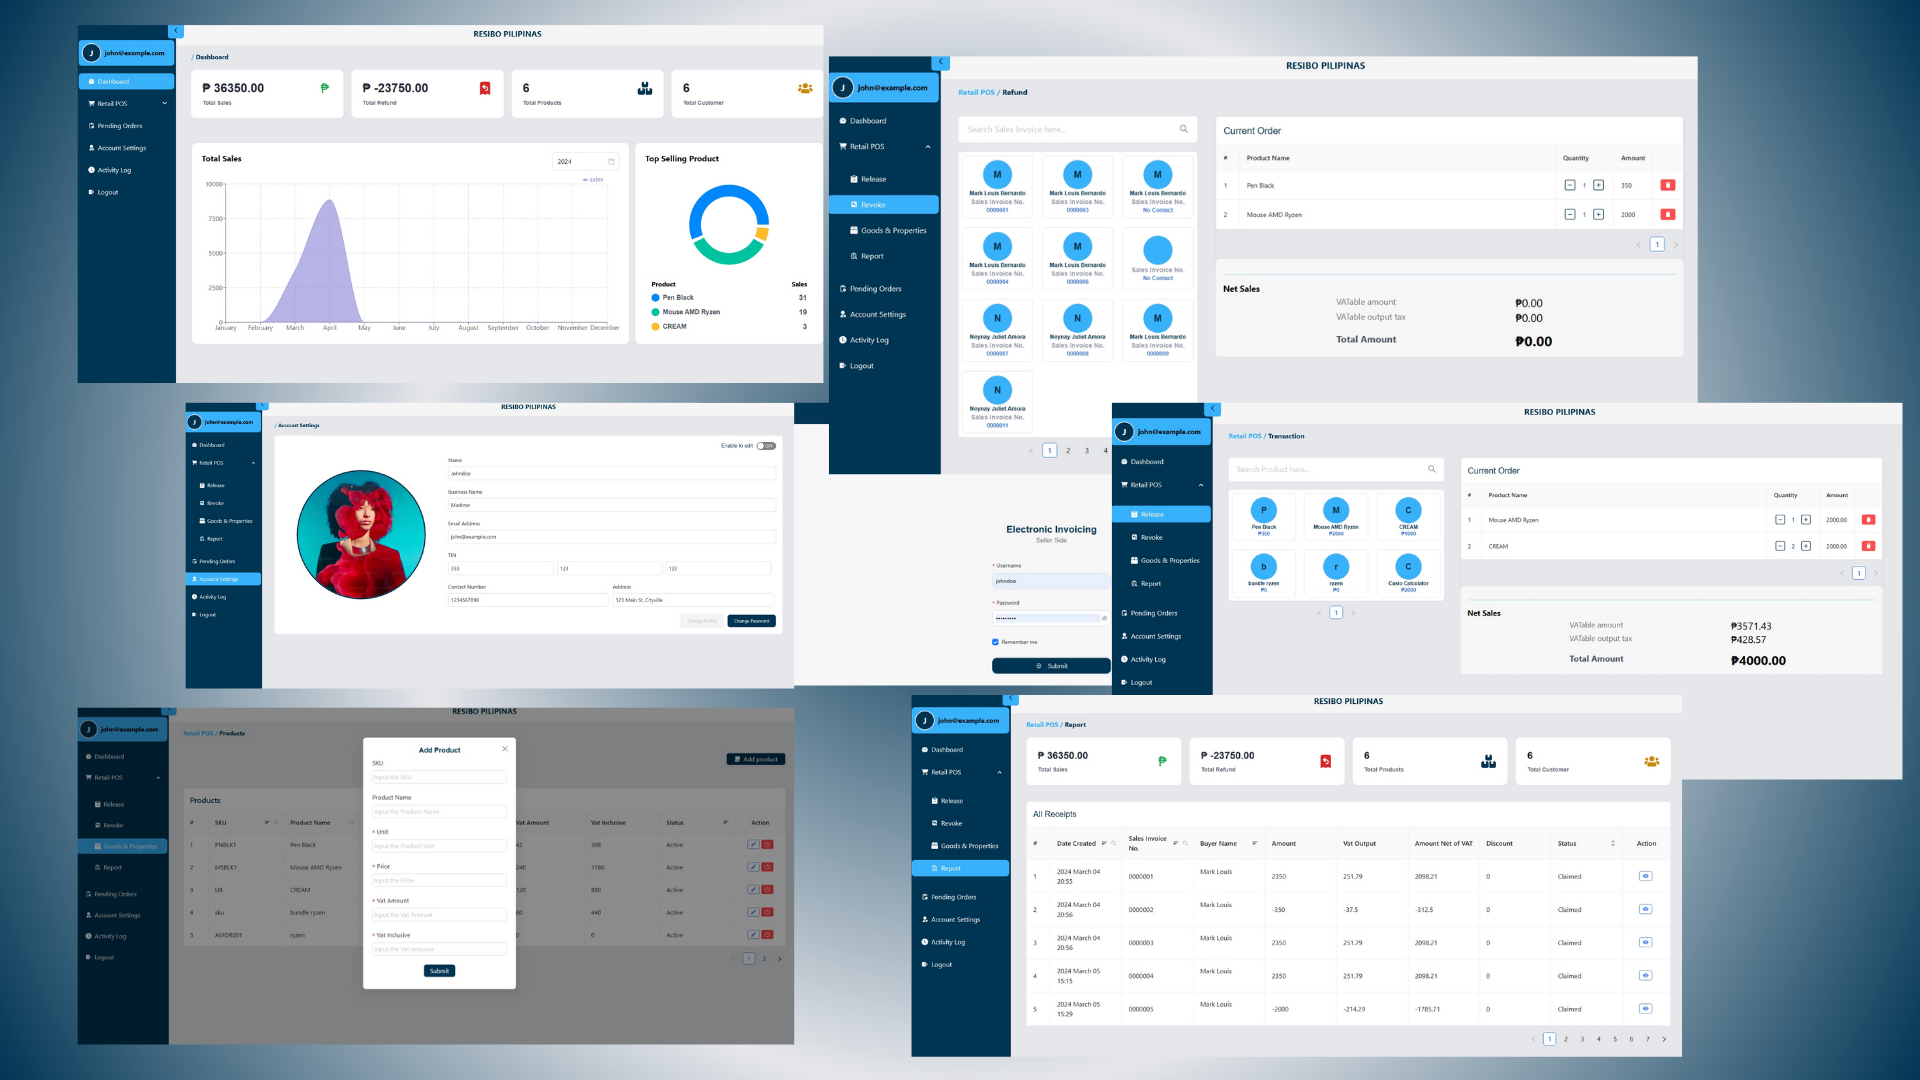 RESIBO PILIPINAS
J john@example.com
/ Dashboard
Dashboard
Retail POS
Pending Orders
Account Settings
Activity Log
Logout
₱ 36350.00
Total Sales
₱ -23750.00
Total Refund
6
Total Products
6
Total Customer
Total Sales
2024
sales
10000
7500
5000
2500
0
January February March April May June July August September October November December
Top Selling Product
Product Sales
Pen Black 31
Mouse AMD Ryzen 19
CREAM 3
RESIBO PILIPINAS
J john@example.com
Retail POS / Refund
Dashboard
Retail POS
Release
Revoke
Goods & Properties
Report
Pending Orders
Account Settings
Activity Log
Logout
Search Sales Invoice here...
M M M
Mark Louis Bernardo Mark Louis Bernardo Mark Louis Bernardo
Sales Invoice No. Sales Invoice No. Sales Invoice No.
0000001 0000003 No Contact
M M
Mark Louis Bernardo Mark Louis Bernardo
Sales Invoice No. Sales Invoice No. Sales Invoice No.
0000004 0000006 No Contact
N N M
Noynay Juliet Amora Noynay Juliet Amora Mark Louis Bernardo
Sales Invoice No. Sales Invoice No. Sales Invoice No.
0000007 0000008 0000009
N
Noynay Juliet Amora
Sales Invoice No.
0000011
< 1 2 3 4
Current Order
# Product Name Quantity Amount
1 Pen Black - 1 + 350
2 Mouse AMD Ryzen - 1 + 2000
< 1 >
Net Sales
VATable amount ₱0.00
VATable output tax ₱0.00
Total Amount ₱0.00
RESIBO PILIPINAS
J john@example.com
/ Account Settings
Dashboard
Retail POS
Release
Revoke
Goods & Properties
Report
Pending Orders
Account Settings
Activity Log
Logout
Enable to edit OFF
Name
Johndoe
Business Name
Markme
Email Address
john@example.com
TIN
333 123 123
Contact Number Address
1234567890 123 Main St, Cityville
Change Profile Change Password
Electronic Invoicing
Seller Side
* Username
johndoe
* Password
•••••••••
Remember me
Submit
RESIBO PILIPINAS
J john@example.com
Retail POS / Transaction
Dashboard
Retail POS
Release
Revoke
Goods & Properties
Report
Pending Orders
Account Settings
Activity Log
Logout
Search Product here...
P M C
Pen Black Mouse AMD Ryzen CREAM
₱350 ₱2000 ₱1000
b r C
bundle ryzen ryzen Casio Calculator
₱0 ₱0 ₱2000
< 1 >
Current Order
# Product Name Quantity Amount
1 Mouse AMD Ryzen - 1 + 2000.00
2 CREAM - 2 + 2000.00
< 1 >
Net Sales
VATable amount ₱3571.43
VATable output tax ₱428.57
Total Amount ₱4000.00
RESIBO PILIPINAS
J john@example.com
Retail POS / Products
Dashboard
Retail POS
Release
Revoke
Goods & Properties
Report
Pending Orders
Account Settings
Activity Log
Logout
Add product
Products
# SKU Product Name Vat Amount Vat Inclusive Status Action
1 PNBLK1 Pen Black 42 308 Active
2 MSBLK1 Mouse AMD Ryzen 240 1760 Active
3 UB CREAM 120 880 Active
4 sku bundle ryzen 60 440 Active
5 AMDR001 ryzen 0 0 Active
< 1 2 >
Add Product
SKU
Input the SKU
Product Name
Input the Product Name
* Unit
Input the Product Unit
* Price
Input the Price
* Vat Amount
Input the Vat Amount
* Vat Inclusive
Input the Vat Inclusive
Submit
RESIBO PILIPINAS
J john@example.com
Retail POS / Report
Dashboard
Retail POS
Release
Revoke
Goods & Properties
Report
Pending Orders
Account Settings
Activity Log
Logout
₱ 36350.00
Total Sales
₱ -23750.00
Total Refund
6
Total Products
6
Total Customer
All Receipts
# Date Created Sales Invoice No. Buyer Name Amount Vat Output Amount Net of VAT Discount Status Action
1 2024 March 04 20:55 0000001 Mark Louis 2350 251.79 2098.21 0 Claimed
2 2024 March 04 20:56 0000002 Mark Louis -350 -37.5 -312.5 0 Claimed
3 2024 March 04 20:56 0000003 Mark Louis 2350 251.79 2098.21 0 Claimed
4 2024 March 05 15:15 0000004 Mark Louis 2350 251.79 2098.21 0 Claimed
5 2024 March 05 15:29 0000005 Mark Louis -2000 -214.29 -1785.71 0 Claimed
< 1 2 3 4 5 6 7 >